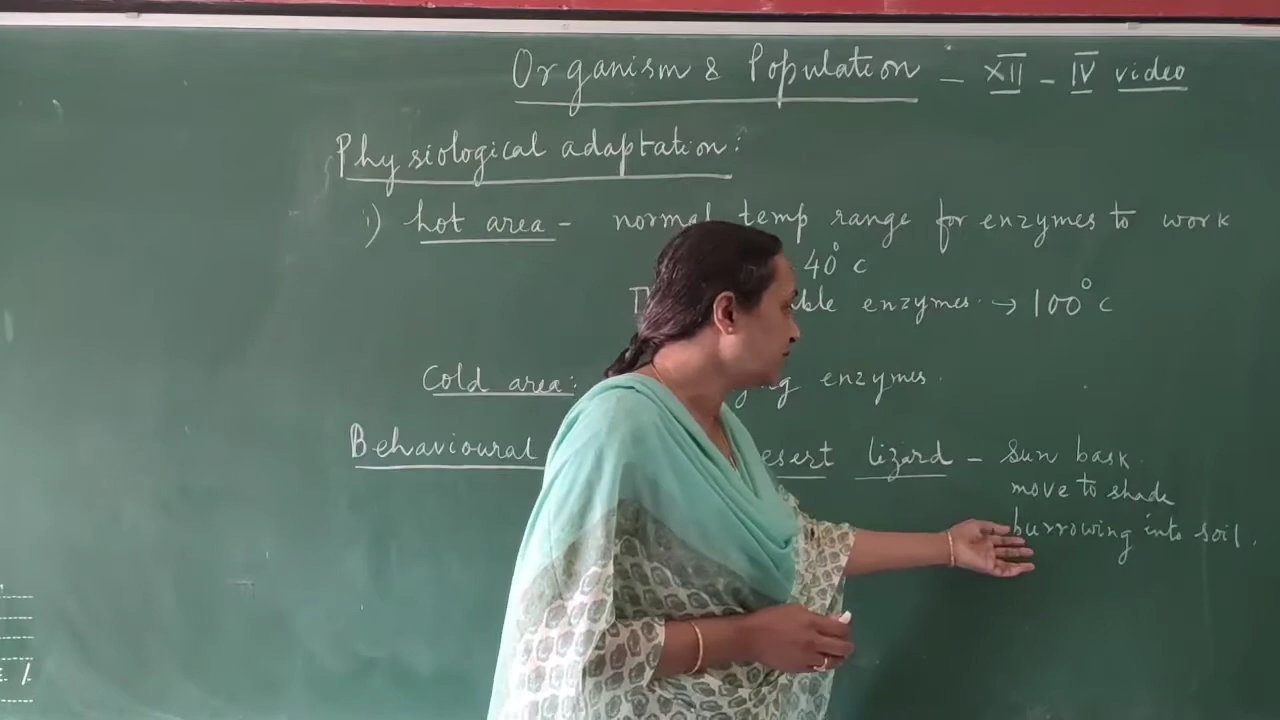 Organism & Population - XII - IV video
Physiological adaptation:
i) hot area - normal temp range for enzymes to work
40°c
enzymes. → 100°c
Cold area: enzymes.
Behavioural lizard - Sun bask.
move to shade
burrowing into soil.